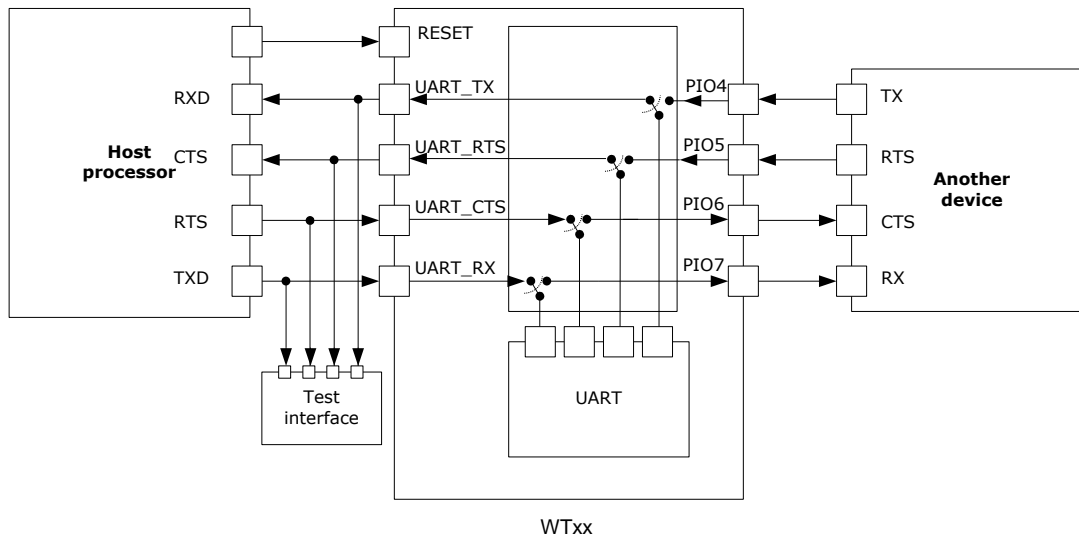 RESET
RXD
UART_TX
PIO4
TX
Host
processor
CTS
UART_RTS
PIO5
RTS
Another
device
RTS
UART_CTS
PIO6
CTS
TXD
UART_RX
PIO7
RX
Test
interface
UART
WTxx